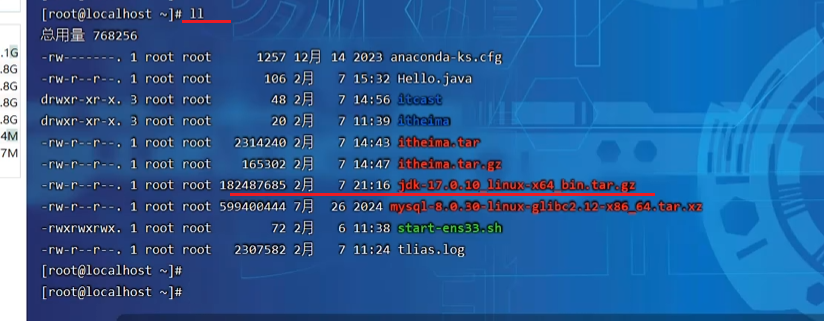 [root@localhost ~]# ll
总用量 768256
-rw-------. 1 root root 1257 12月 14 2023 anaconda-ks.cfg
-rw-r--r--. 1 root root 106 2月 7 15:32 Hello.java
drwxr-xr-x. 3 root root 48 2月 7 14:56 itcast
drwxr-xr-x. 3 root root 20 2月 7 11:39 itheima
-rw-r--r--. 1 root root 2314240 2月 7 14:43 itheima.tar
-rw-r--r--. 1 root root 165302 2月 7 14:47 itheima.tar.gz
-rw-r--r--. 1 root root 182487685 2月 7 21:16 jdk-17.0.10_linux-x64_bin.tar.gz
-rw-r--r--. 1 root root 599400444 7月 26 2024 mysql-8.0.30-linux-glibc2.12-x86_64.tar.xz
-rwxrwxrwx. 1 root root 72 2月 6 11:38 start-ens33.sh
-rw-r--r--. 1 root root 2307582 2月 7 11:24 tlias.log
[root@localhost ~]#
[root@localhost ~]#
.1G
.8G
.8G
.8G
.8G
4M
7M